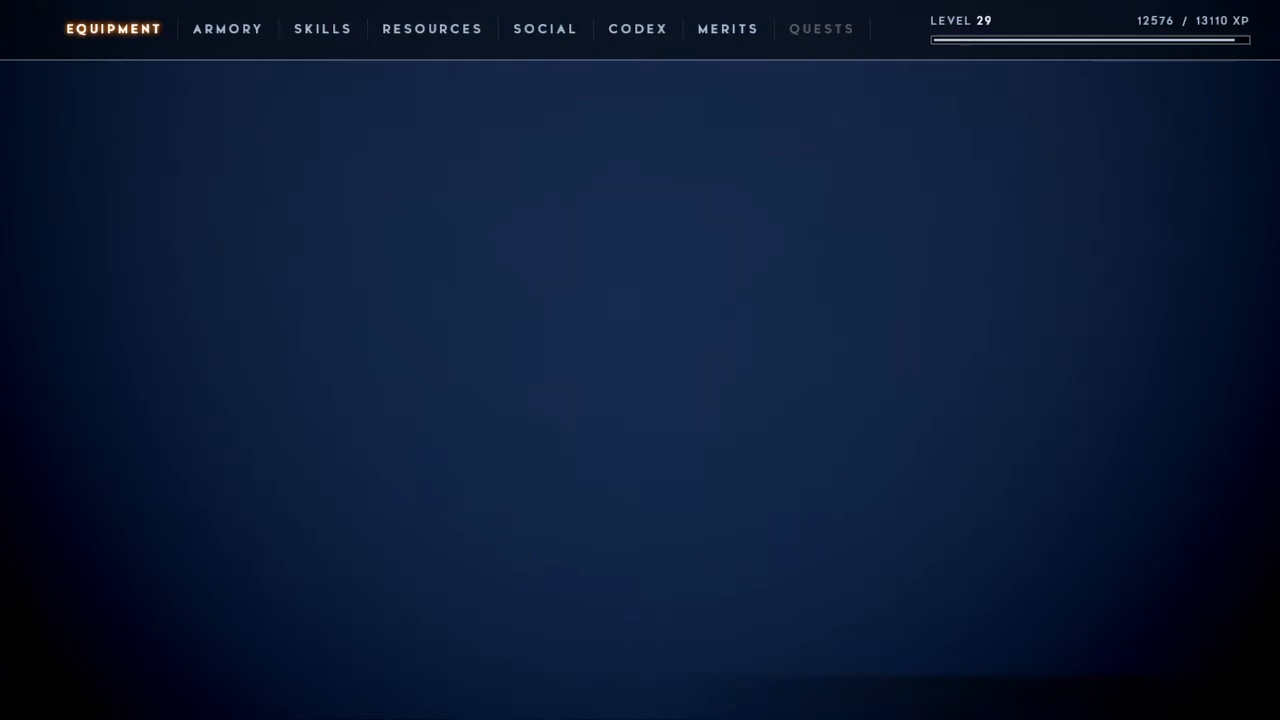 EQUIPMENT ARMORY SKILLS RESOURCES SOCIAL CODEX MERITS QUESTS
LEVEL 29 12576 / 13110 XP